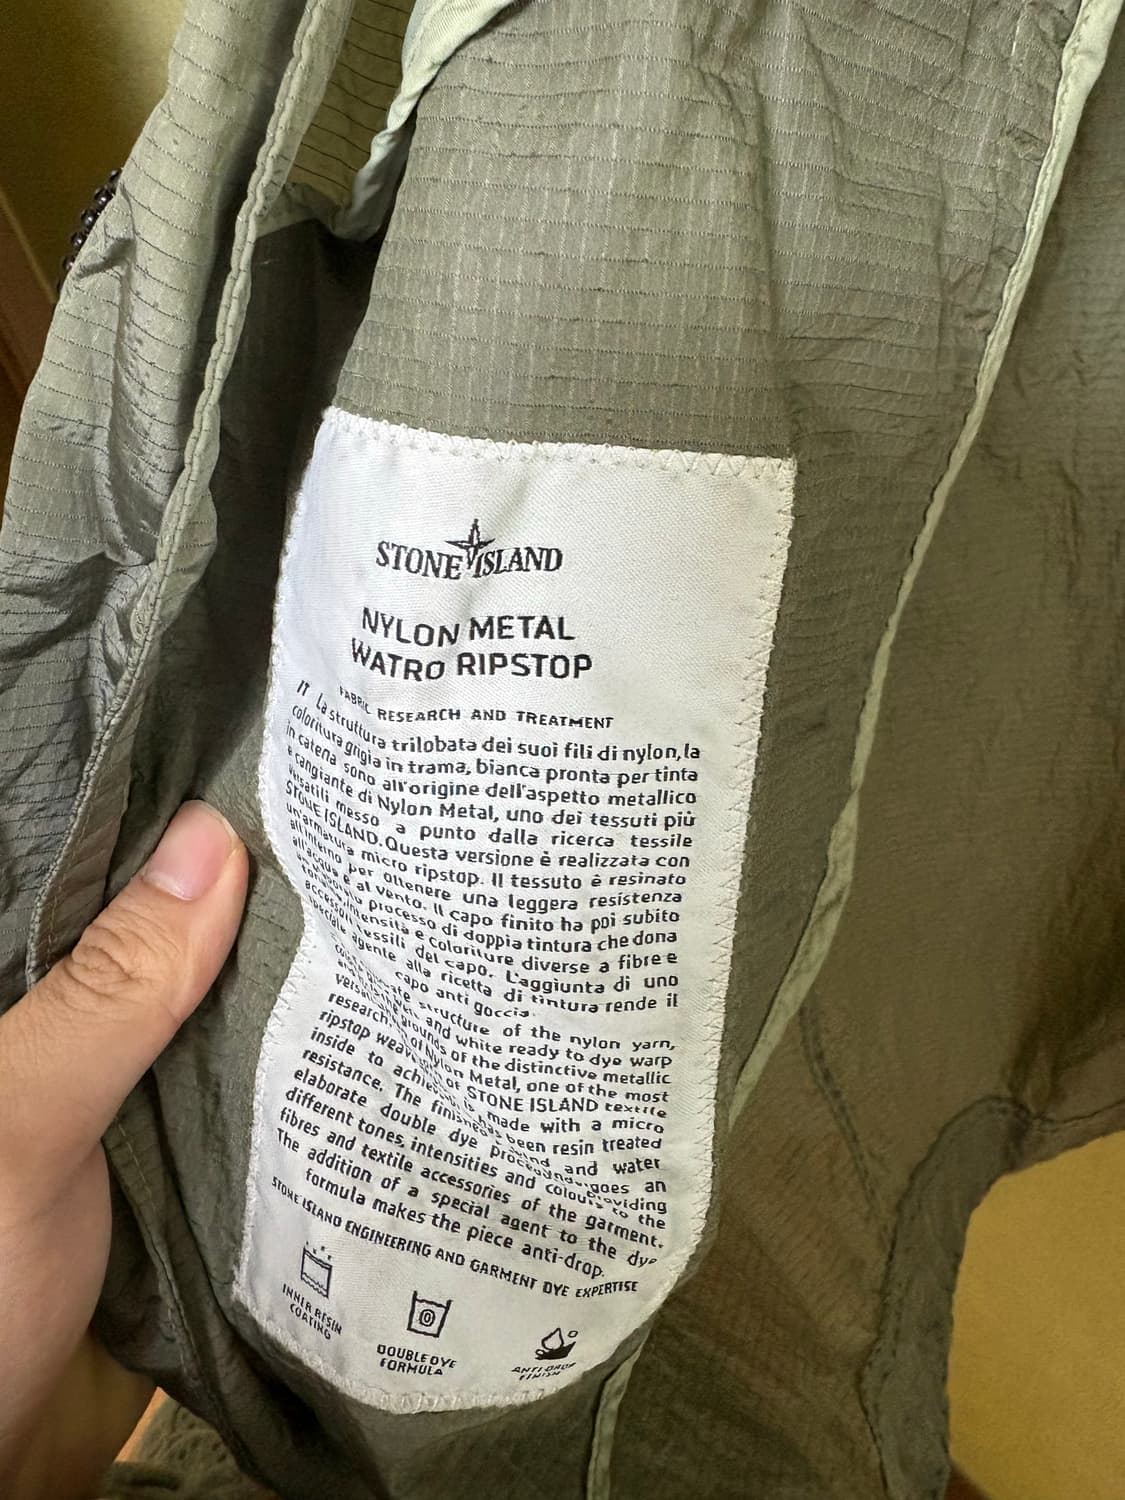 STONE ISLAND
NYLON METAL
WATRO RIPSTOP
FABRIC RESEARCH AND TREATMENT
IT La struttura trilobata dei suoi fili di nylon, la
coloritura grigia in trama, bianca pronta per tinta
in catena sono all'origine dell'aspetto metallico
e cangiante di Nylon Metal, uno dei tessuti più
versatili messo a punto dalla ricerca tessile
STONE ISLAND. Questa versione è realizzata con
un'armatura micro ripstop. Il tessuto è resinato
all'interno per ottenere una leggera resistenza
all'acqua e al vento. Il capo finito ha poi subito
processo di doppia tintura che dona
intensità e coloriture diverse a fibre e
accessori tessili del capo. L'aggiunta di uno
speciale agente alla ricetta di tintura rende il
capo anti goccia.
structure of the nylon yarn,
and white ready to dye warp
grounds of the distinctive metallic
of Nylon Metal, one of the most
versatile of STONE ISLAND textile
research, is made with a micro
ripstop weave has been resin treated
inside to achieve wind and water
resistance. The finished undergoes an
elaborate double dye providing
different tones, intensities and colours to the
fibres and textile accessories of the garment.
The addition of a special agent to the dye
formula makes the piece anti-drop.
STONE ISLAND ENGINEERING AND GARMENT DYE EXPERTISE
INNER RESIN
COATING
DOUBLE DYE
FORMULA
ANTI DROP
FINISH